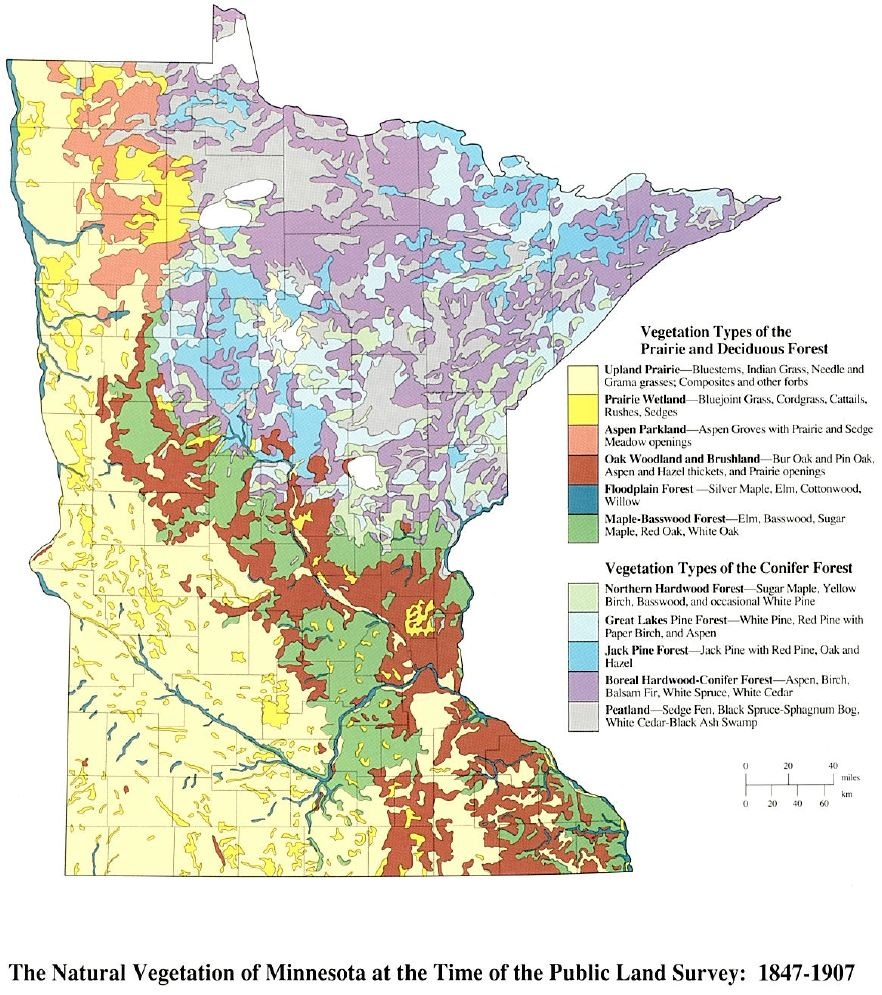 Vegetation Types of the
Prairie and Deciduous Forest
Upland Prairie—Bluestems, Indian Grass, Needle and
Grama grasses; Composites and other forbs
Prairie Wetland—Bluejoint Grass, Cordgrass, Cattails,
Rushes, Sedges
Aspen Parkland—Aspen Groves with Prairie and Sedge
Meadow openings
Oak Woodland and Brushland—Bur Oak and Pin Oak,
Aspen and Hazel thickets, and Prairie openings
Floodplain Forest—Silver Maple, Elm, Cottonwood,
Willow
Maple-Basswood Forest—Elm, Basswood, Sugar
Maple, Red Oak, White Oak
Vegetation Types of the Conifer Forest
Northern Hardwood Forest—Sugar Maple, Yellow
Birch, Basswood, and occasional White Pine
Great Lakes Pine Forest—White Pine, Red Pine with
Paper Birch, and Aspen
Jack Pine Forest—Jack Pine with Red Pine, Oak and
Hazel
Boreal Hardwood-Conifer Forest—Aspen, Birch,
Balsam Fir, White Spruce, White Cedar
Peatland—Sedge Fen, Black Spruce-Sphagnum Bog,
White Cedar-Black Ash Swamp
0 20 40
miles
km
0 20 40 60
The Natural Vegetation of Minnesota at the Time of the Public Land Survey: 1847-1907